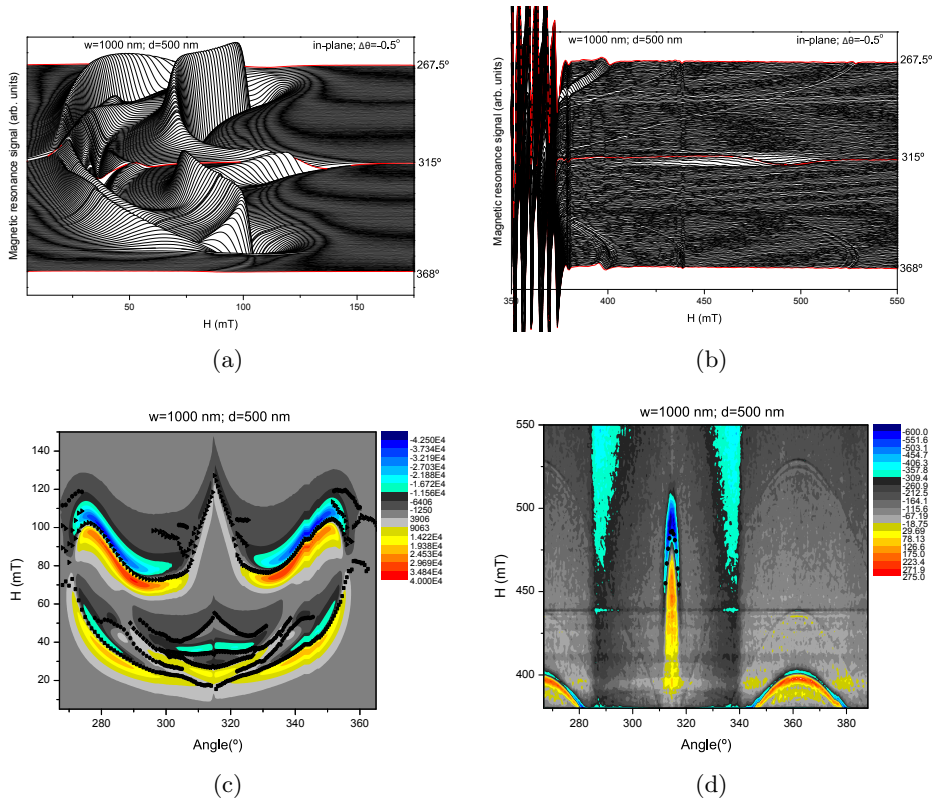 w=1000 nm; d=500 nm
in-plane; Δθ=-0.5°
Magnetic resonance signal (arb. units)
267.5º
315º
368º
50
100
150
H (mT)
(a)
w=1000 nm; d=500 nm
in-plane; Δθ=-0.5°
Magnetic resonance signal (arb. units)
267.5º
315º
368º
350
400
450
500
550
H (mT)
(b)
w=1000 nm; d=500 nm
H (mT)
140
120
100
80
60
40
20
280
300
320
340
360
Angle(º)
-4.250E4
-3.734E4
-3.219E4
-2.703E4
-2.188E4
-1.672E4
-1.156E4
-6406
-1250
3906
9063
1.422E4
1.938E4
2.453E4
2.969E4
3.484E4
4.000E4
(c)
w=1000 nm; d=500 nm
H (mT)
550
500
450
400
280
300
320
340
360
380
Angle(º)
-600.0
-551.6
-503.1
-454.7
-406.3
-357.8
-309.4
-260.9
-212.5
-164.1
-115.6
-67.19
-18.75
29.69
78.13
126.6
175.0
223.4
271.9
275.0
(d)